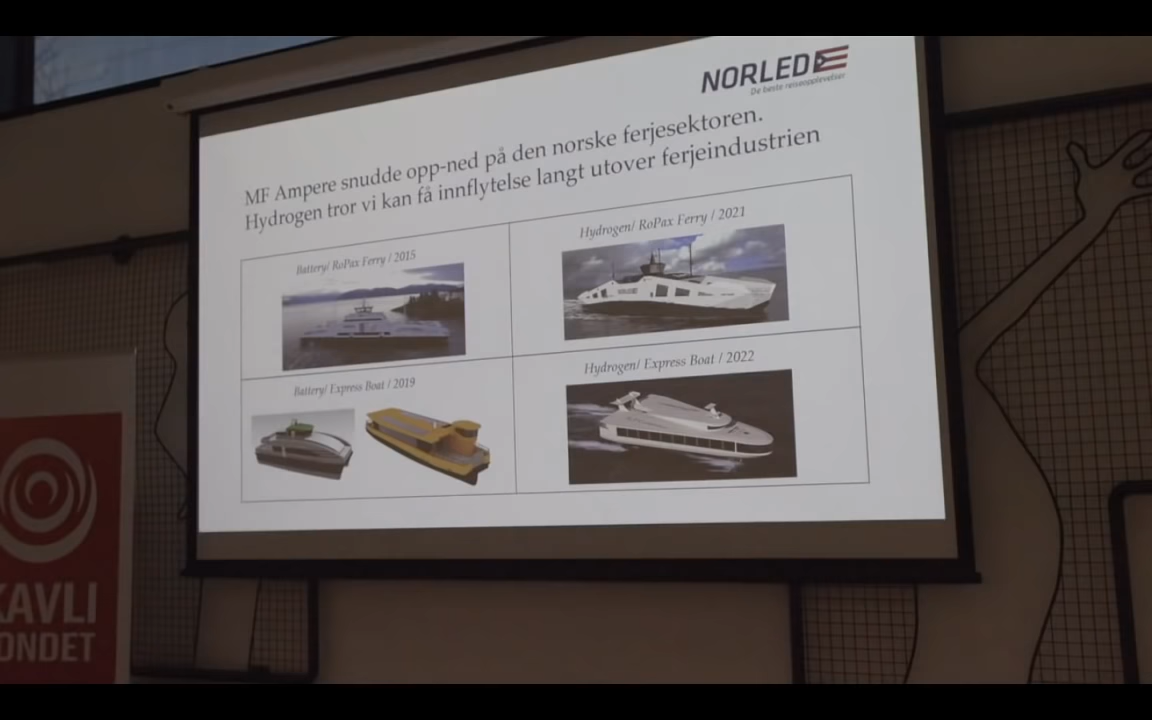 NORLED
De beste reiseopplevelser
MF Ampere snudde opp-ned på den norske ferjesektoren.
Hydrogen tror vi kan få innflytelse langt utover ferjeindustrien
Battery/ RoPax Ferry / 2015
Hydrogen/ RoPax Ferry / 2021
Battery/ Express Boat / 2019
Hydrogen/ Express Boat / 2022
KAVLI
ONDET